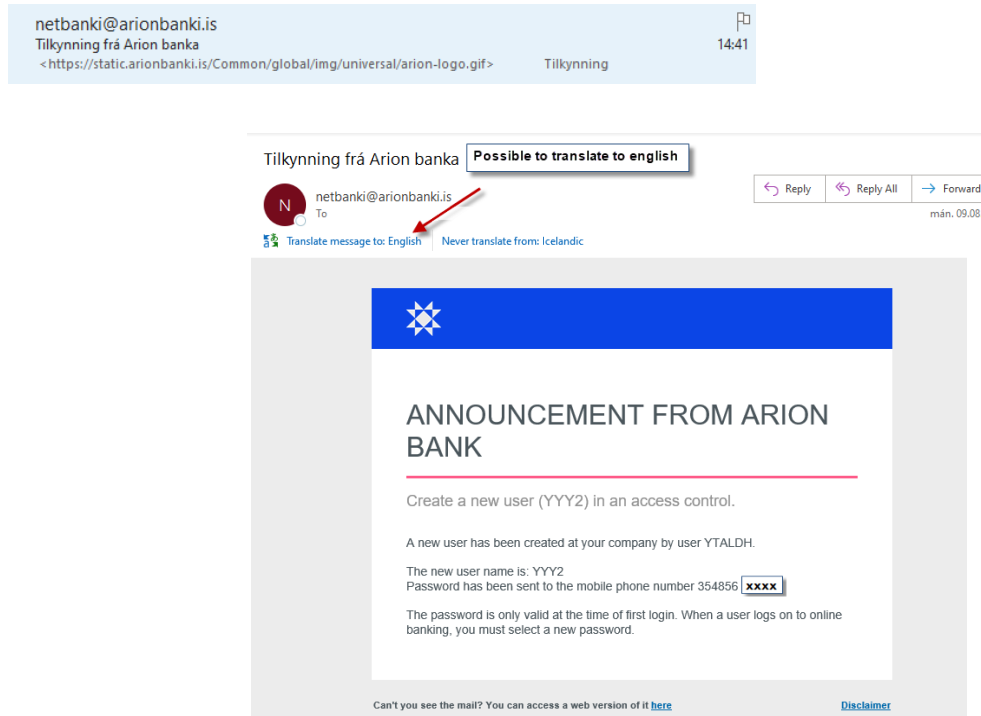 netbanki@arionbanki.is
Tilkynning frá Arion banka
14:41
<https://static.arionbanki.is/Common/global/img/universal/arion-logo.gif> Tilkynning
Tilkynning frá Arion banka
Possible to translate to english
N
netbanki@arionbanki.is
To
Reply
Reply All
Forward
mán. 09.08
Translate message to: English
Never translate from: Icelandic
ANNOUNCEMENT FROM ARION
BANK
Create a new user (YYY2) in an access control.
A new user has been created at your company by user YTALDH.
The new user name is: YYY2
Password has been sent to the mobile phone number 354856 xxxx
The password is only valid at the time of first login. When a user logs on to online
banking, you must select a new password.
Can't you see the mail? You can access a web version of it here
Disclaimer